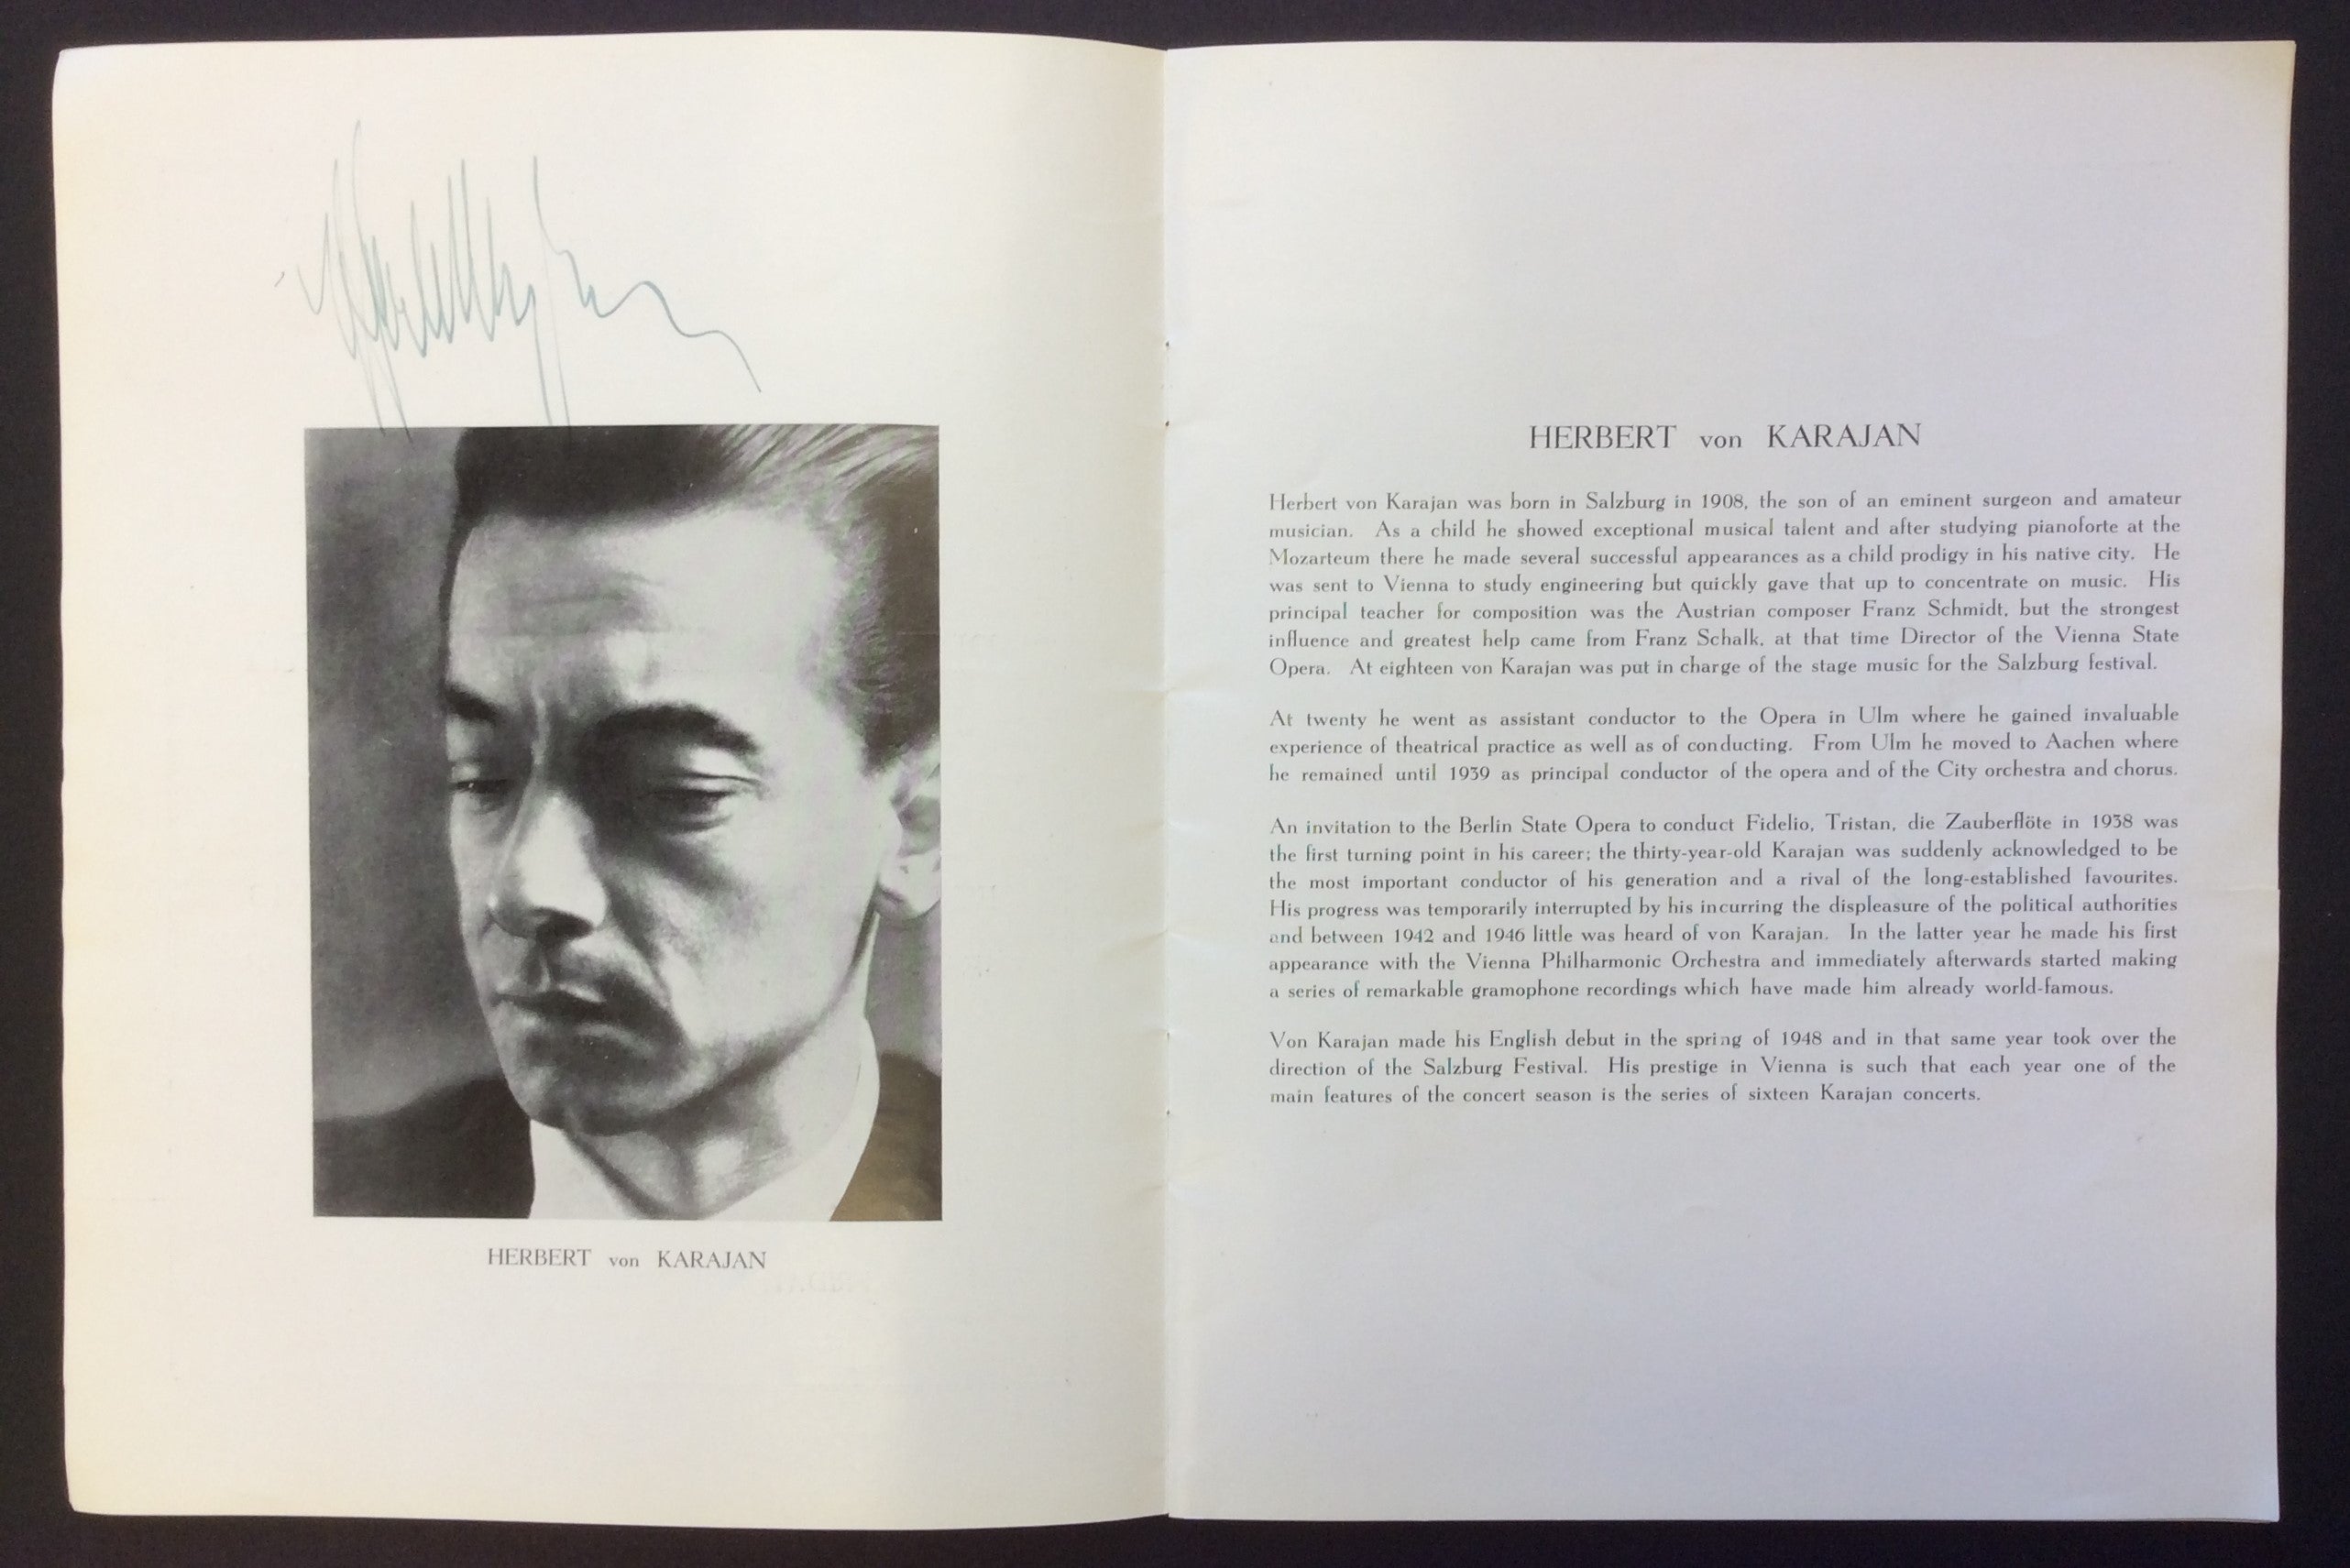 HERBERT von KARAJAN
HERBERT von KARAJAN
Herbert von Karajan was born in Salzburg in 1908, the son of an eminent surgeon and amateur
musician. As a child he showed exceptional musical talent and after studying pianoforte at the
Mozarteum there he made several successful appearances as a child prodigy in his native city. He
was sent to Vienna to study engineering but quickly gave that up to concentrate on music. His
principal teacher for composition was the Austrian composer Franz Schmidt, but the strongest
influence and greatest help came from Franz Schalk, at that time Director of the Vienna State
Opera. At eighteen von Karajan was put in charge of the stage music for the Salzburg festival.
At twenty he went as assistant conductor to the Opera in Ulm where he gained invaluable
experience of theatrical practice as well as of conducting. From Ulm he moved to Aachen where
he remained until 1939 as principal conductor of the opera and of the City orchestra and chorus.
An invitation to the Berlin State Opera to conduct Fidelio, Tristan, die Zauberflöte in 1938 was
the first turning point in his career; the thirty-year-old Karajan was suddenly acknowledged to be
the most important conductor of his generation and a rival of the long-established favourites.
His progress was temporarily interrupted by his incurring the displeasure of the political authorities
and between 1942 and 1946 little was heard of von Karajan. In the latter year he made his first
appearance with the Vienna Philharmonic Orchestra and immediately afterwards started making
a series of remarkable gramophone recordings which have made him already world-famous.
Von Karajan made his English debut in the spring of 1948 and in that same year took over the
direction of the Salzburg Festival. His prestige in Vienna is such that each year one of the
main features of the concert season is the series of sixteen Karajan concerts.